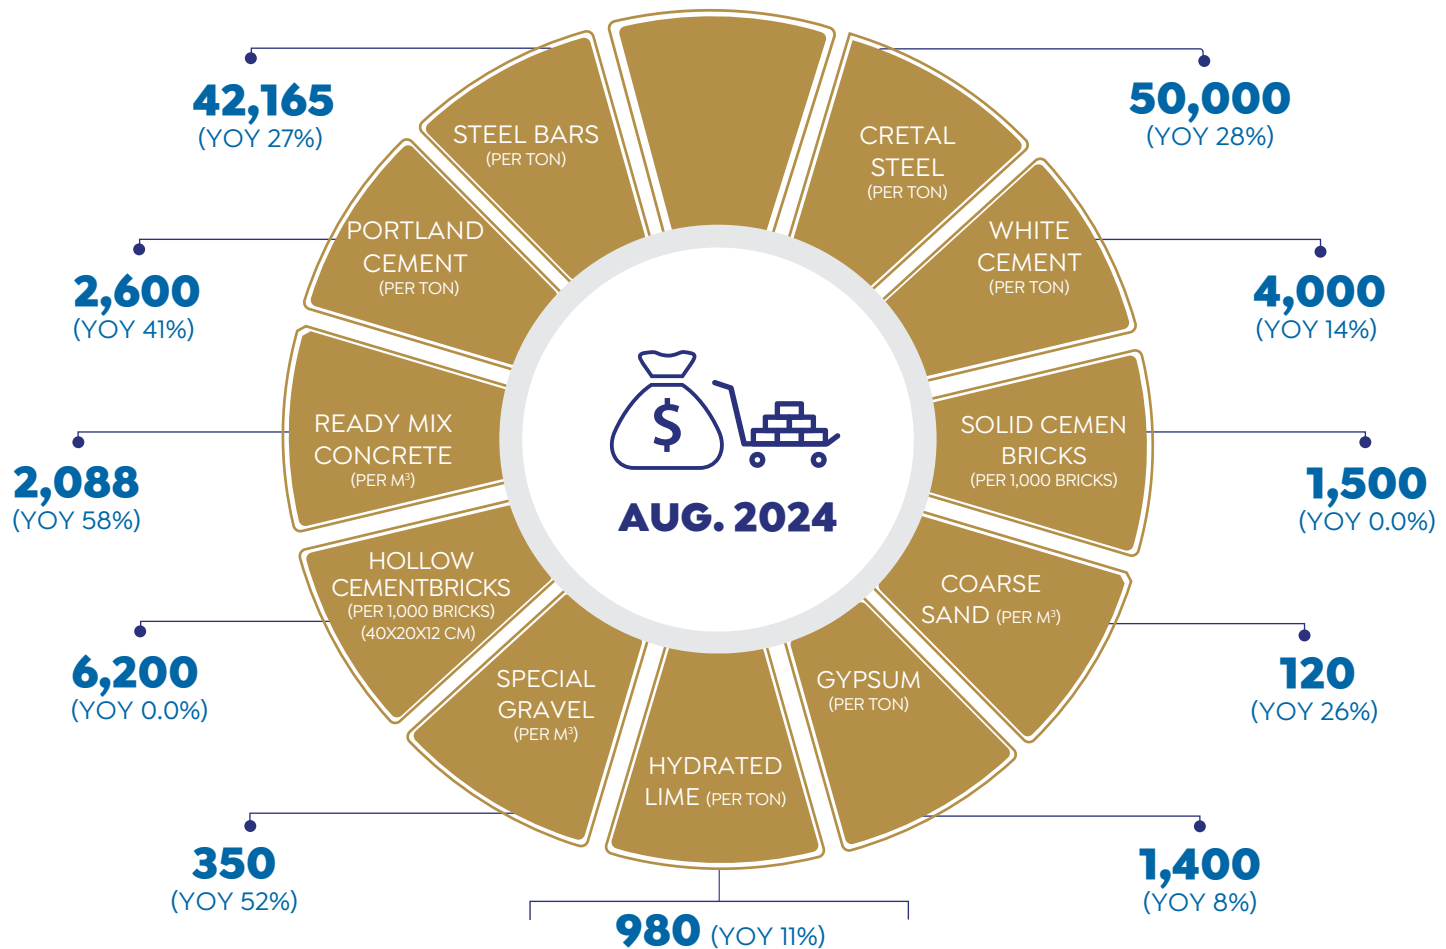 42,165
(YOY 27%)
STEEL BARS
(PER TON)
CRETAL
STEEL
(PER TON)
50,000
(YOY 28%)
PORTLAND
CEMENT
(PER TON)
2,600
(YOY 41%)
WHITE
CEMENT
(PER TON)
4,000
(YOY 14%)
READY MIX
CONCRETE
(PER M³)
2,088
(YOY 58%)
$
AUG. 2024
SOLID CEMEN
BRICKS
(PER 1,000 BRICKS)
1,500
(YOY 0.0%)
HOLLOW
CEMENTBRICKS
(PER 1,000 BRICKS)
(40X20X12 CM)
6,200
(YOY 0.0%)
COARSE
SAND (PER M³)
120
(YOY 26%)
SPECIAL
GRAVEL
(PER M³)
350
(YOY 52%)
HYDRATED
LIME (PER TON)
980 (YOY 11%)
GYPSUM
(PER TON)
1,400
(YOY 8%)